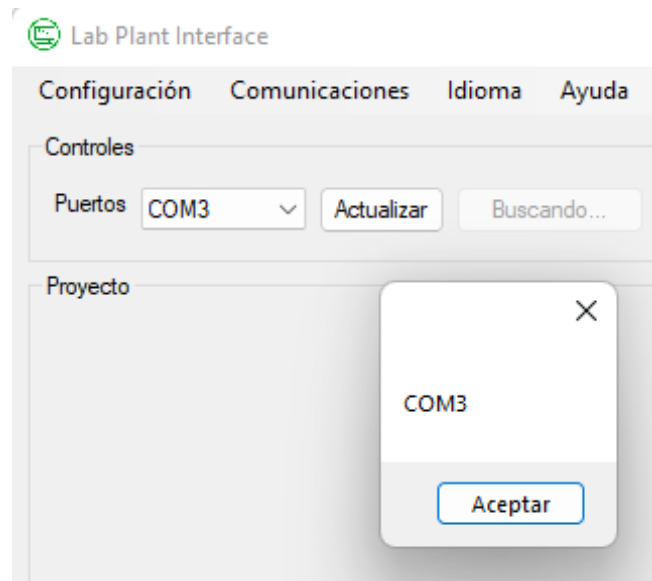 Lab Plant Interface
Configuración Comunicaciones Idioma Ayuda
Controles
Puertos COM3 Actualizar Buscando...
Proyecto
COM3
Aceptar